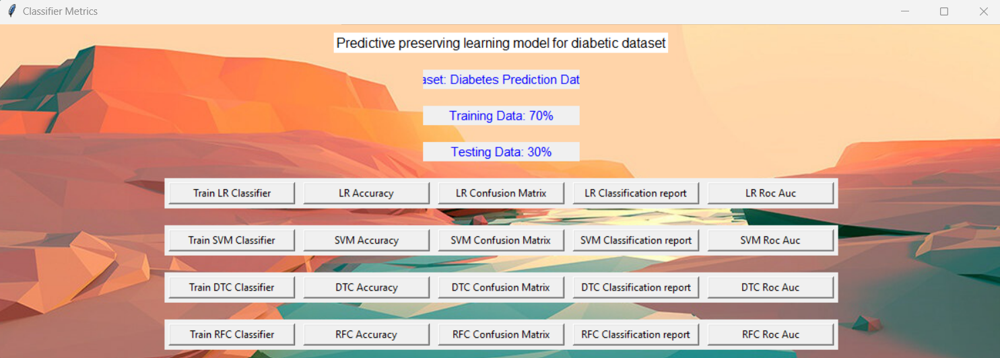 Classifier Metrics
Predictive preserving learning model for diabetic dataset
aset: Diabetes Prediction Dat
Training Data: 70%
Testing Data: 30%
Train LR Classifier LR Accuracy LR Confusion Matrix LR Classification report LR Roc Auc
Train SVM Classifier SVM Accuracy SVM Confusion Matrix SVM Classification report SVM Roc Auc
Train DTC Classifier DTC Accuracy DTC Confusion Matrix DTC Classification report DTC Roc Auc
Train RFC Classifier RFC Accuracy RFC Confusion Matrix RFC Classification report RFC Roc Auc